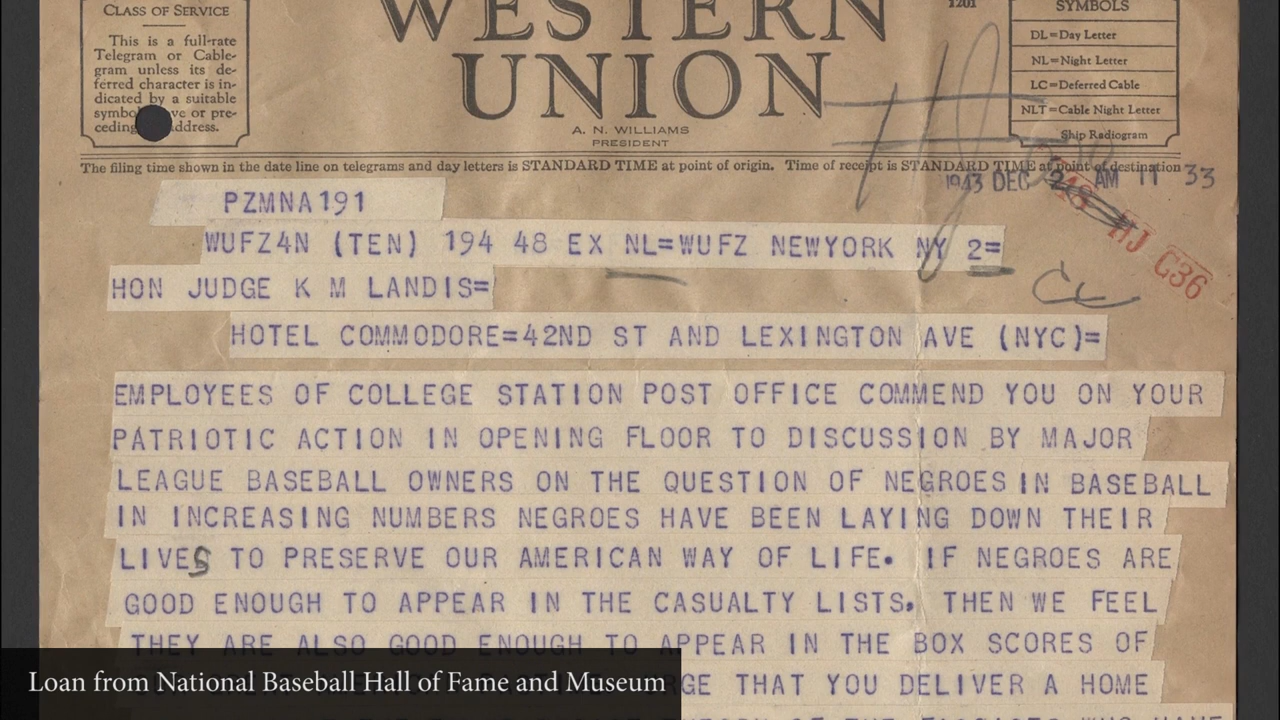 CLASS OF SERVICE
This is a full-rate
Telegram or Cable-
gram unless its de-
ferred character is in-
dicated by a suitable
symbol ve or pre-
ceding address.
WESTERN
UNION
A. N. WILLIAMS
PRESIDENT
1201
SYMBOLS
DL=Day Letter
NL=Night Letter
LC=Deferred Cable
NLT=Cable Night Letter
Ship Radiogram
The filing time shown in the date line on telegrams and day letters is STANDARD TIME at point of origin. Time of receipt is STANDARD TIME at point of destination
1943 DEC 2 AM 11 33
HJ G36
PZMNA191
WUFZ4N (TEN) 194 48 EX NL=WUFZ NEWYORK NY 2=
HON JUDGE K M LANDIS=
HOTEL COMMODORE=42ND ST AND LEXINGTON AVE (NYC)=
EMPLOYEES OF COLLEGE STATION POST OFFICE COMMEND YOU ON YOUR
PATRIOTIC ACTION IN OPENING FLOOR TO DISCUSSION BY MAJOR
LEAGUE BASEBALL OWNERS ON THE QUESTION OF NEGROES IN BASEBALL
IN INCREASING NUMBERS NEGROES HAVE BEEN LAYING DOWN THEIR
LIVES TO PRESERVE OUR AMERICAN WAY OF LIFE. IF NEGROES ARE
GOOD ENOUGH TO APPEAR IN THE CASUALTY LISTS. THEN WE FEEL
THEY ARE ALSO GOOD ENOUGH TO APPEAR IN THE BOX SCORES OF
THAT YOU DELIVER A HOME
Loan from National Baseball Hall of Fame and Museum